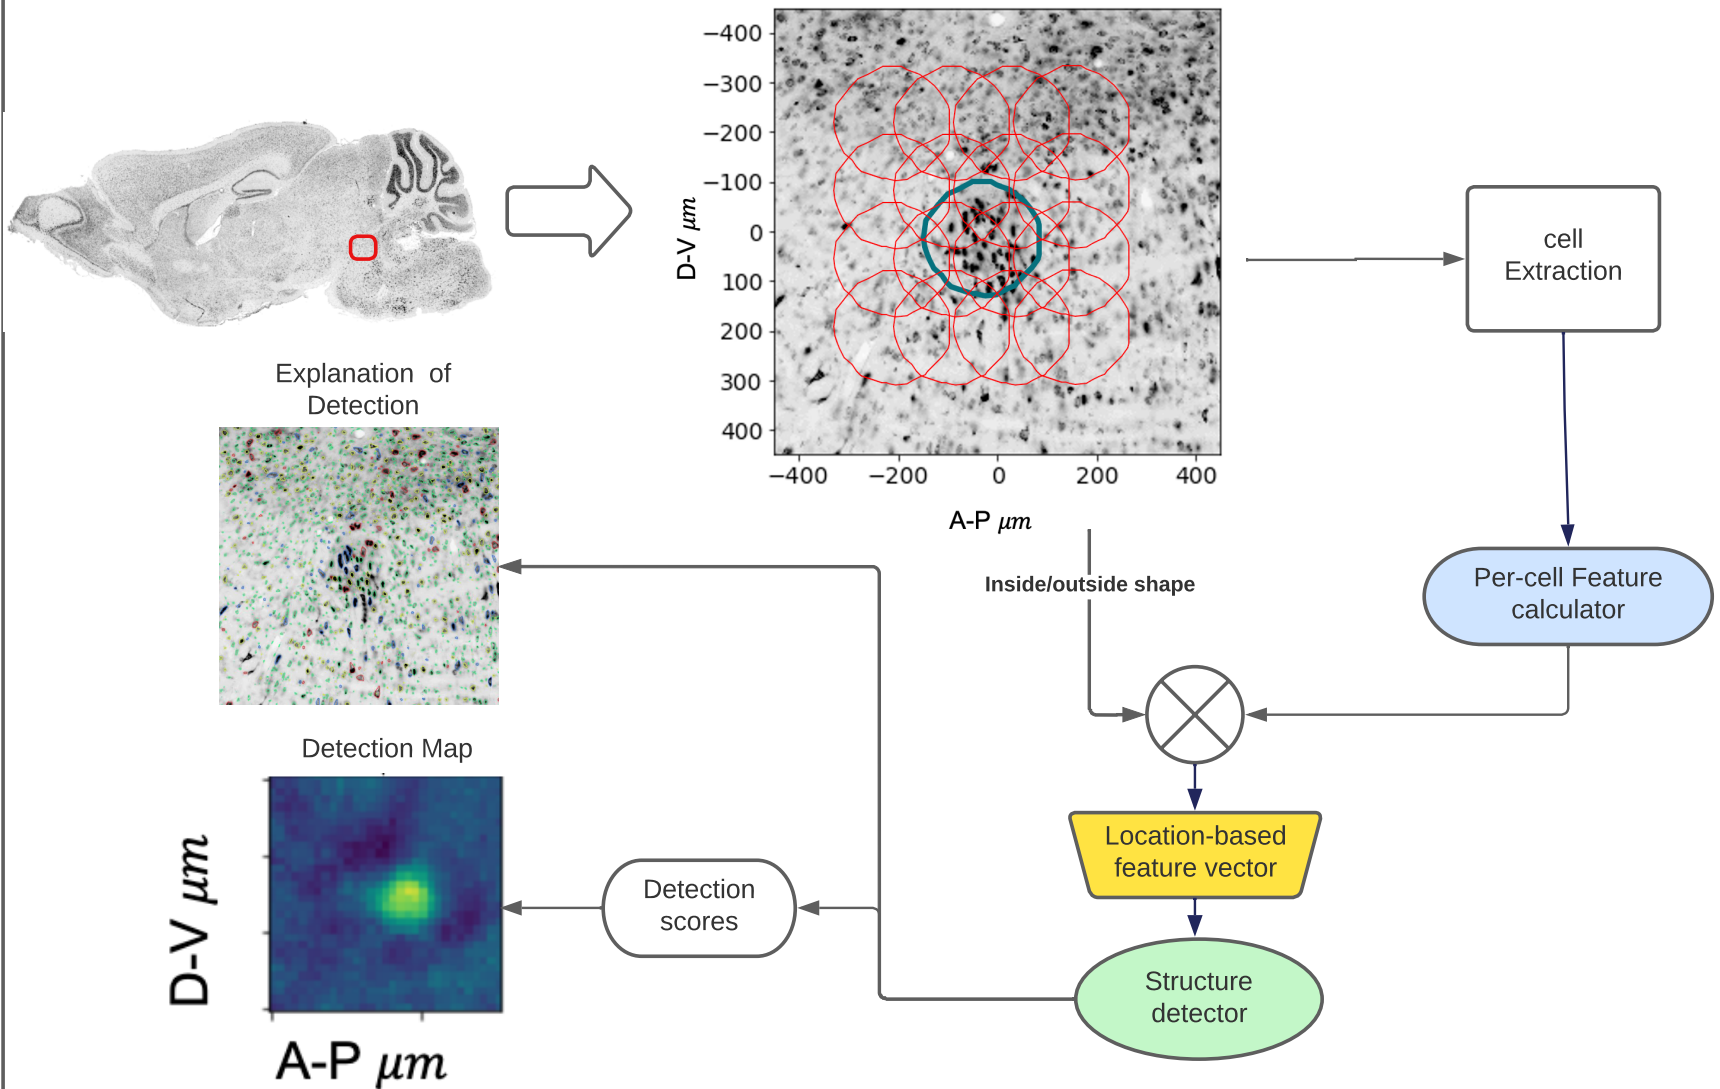 −400
−300
−200
−100
0
100
200
300
400
D-V μm
−400
−200
0
200
400
A-P μm
cell
Extraction
Explanation of
Detection
Inside/outside shape
Per-cell Feature
calculator
Detection Map
D-V μm
A-P μm
Location-based
feature vector
Detection
scores
Structure
detector